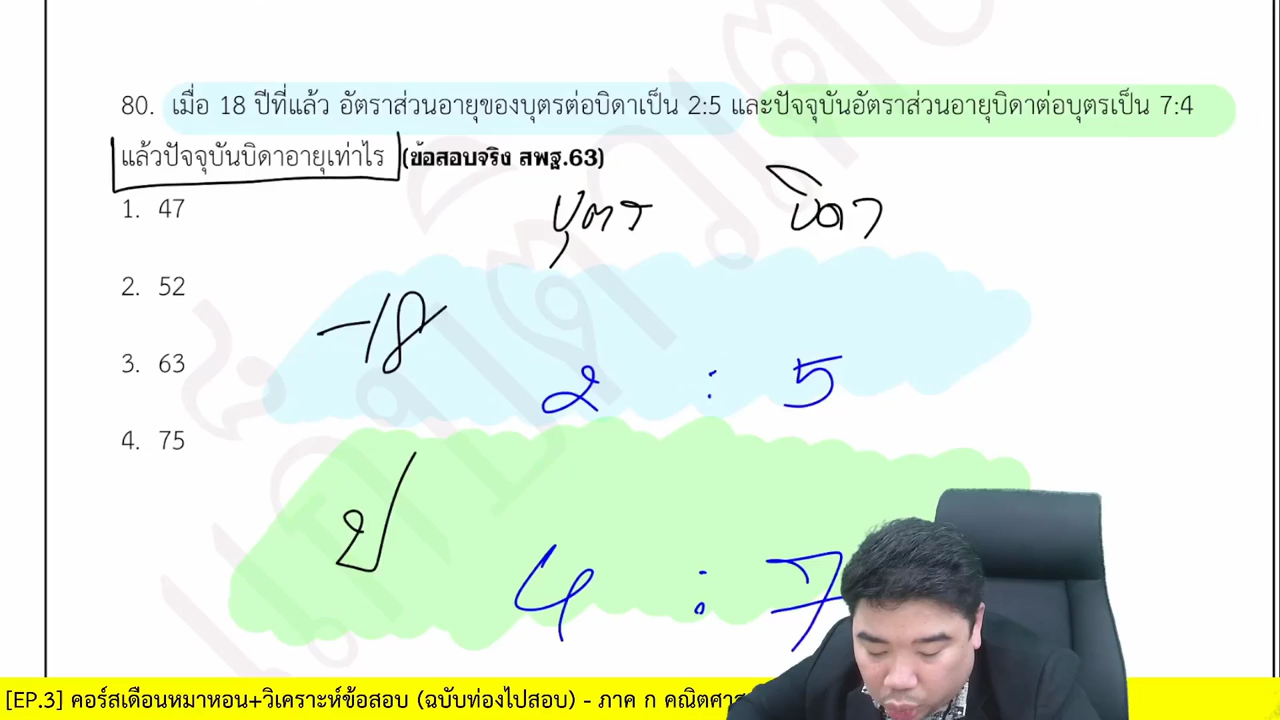 80. เมื่อ 18 ปีที่แล้ว อัตราส่วนอายุของบุตรต่อบิดาเป็น 2:5 และปัจจุบันอัตราส่วนอายุบิดาต่อบุตรเป็น 7:4
แล้วปัจจุบันบิดาอายุเท่าไร (ข้อสอบจริง สพฐ.63)
1. 47
บุตร บิดา
2. 52
-18
3. 63
2 : 5
4. 75
ป
4 : 7
[EP.3] คอร์สเดือนหมาหอน+วิเคราะห์ข้อสอบ (ฉบับท่องไปสอบ) - ภาค ก